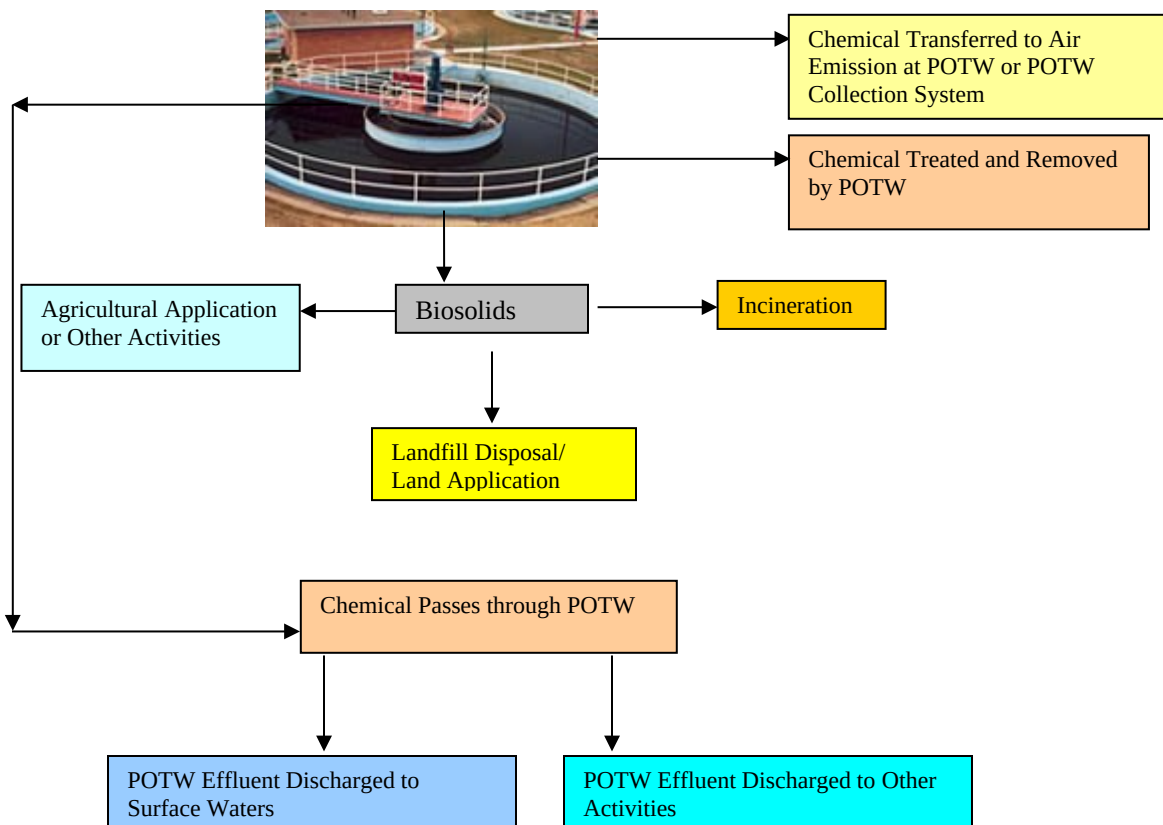 Chemical Transferred to Air
Emission at POTW or POTW
Collection System
Chemical Treated and Removed
by POTW
Agricultural Application
or Other Activities
Biosolids
Incineration
Landfill Disposal/
Land Application
Chemical Passes through POTW
POTW Effluent Discharged to
Surface Waters
POTW Effluent Discharged to Other
Activities